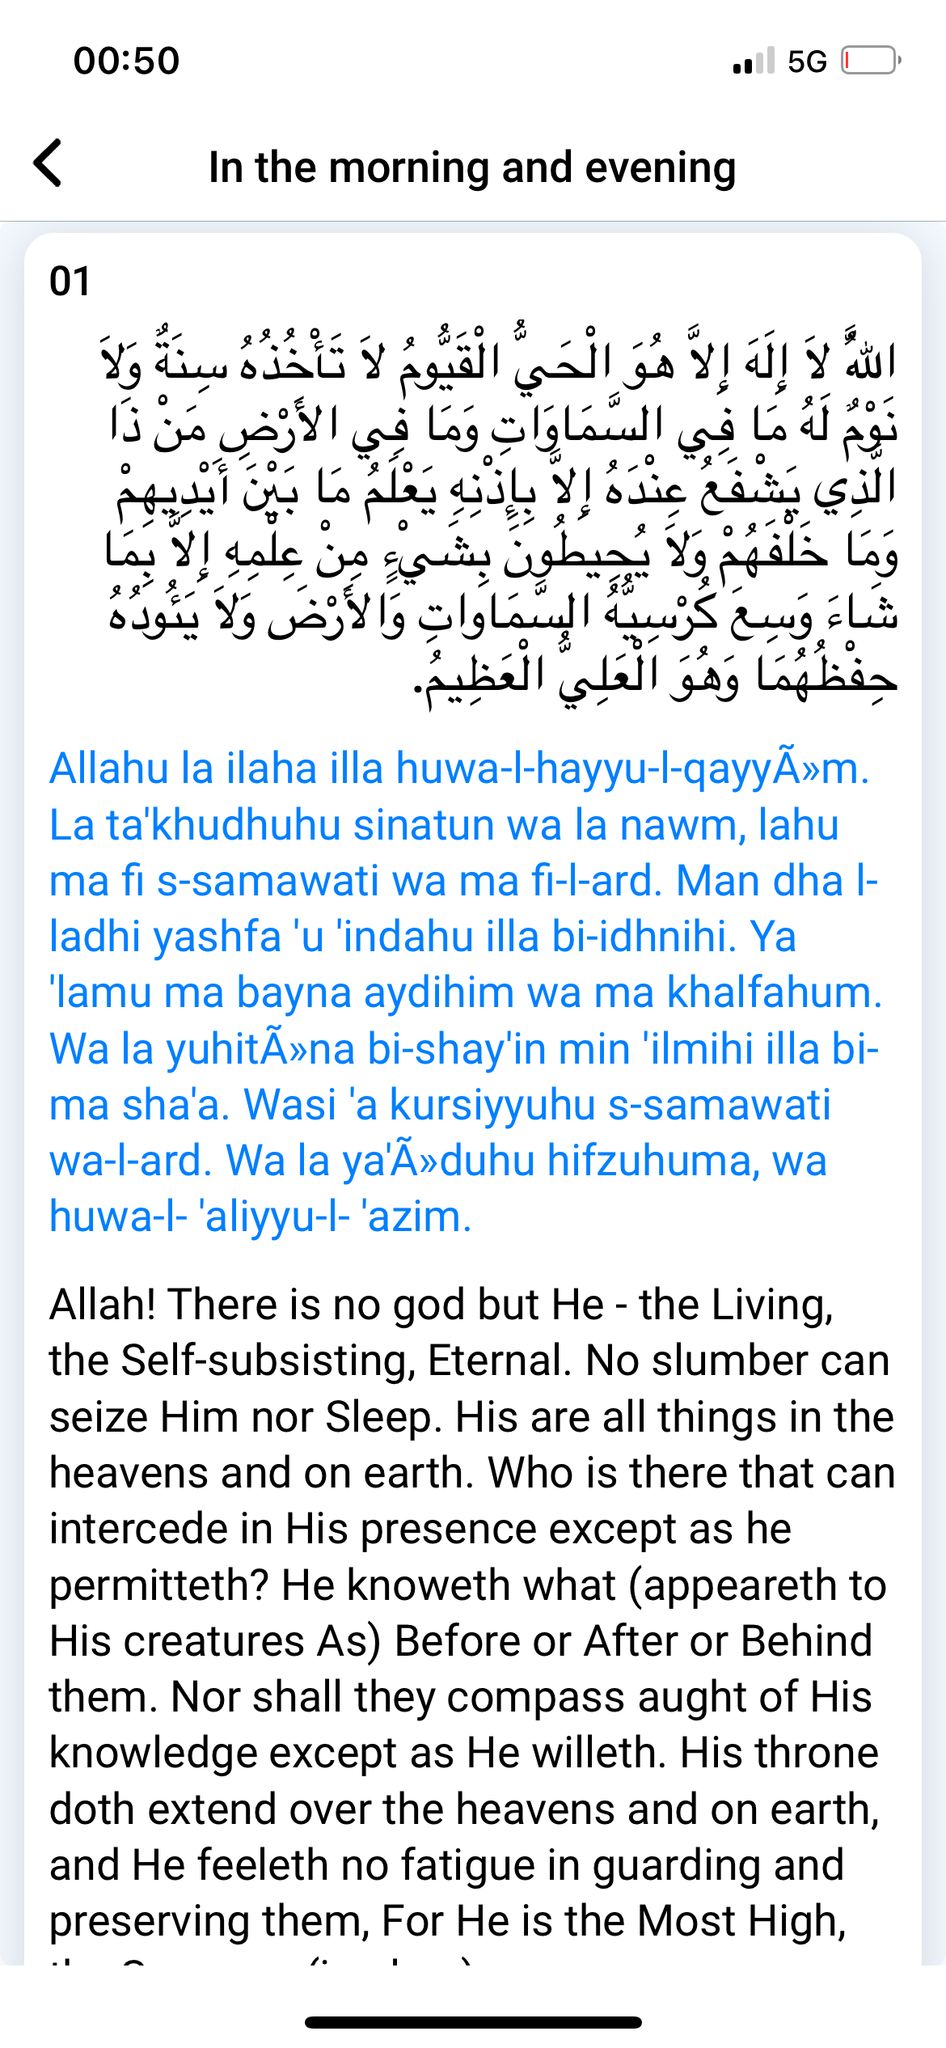 00:50
5G
In the morning and evening
01
اللهُ لاَ إِلَهَ إِلاَّ هُوَ الْحَيُّ الْقَيُّومُ لاَ تَأْخُذُهُ سِنَةٌ وَلاَ
نَوْمٌ لَهُ مَا فِي السَّمَاوَاتِ وَمَا فِي الأَرْضِ مَنْ ذَا
الَّذِي يَشْفَعُ عِنْدَهُ إِلاَّ بِإِذْنِهِ يَعْلَمُ مَا بَيْنَ أَيْدِيهِمْ
وَمَا خَلْفَهُمْ وَلاَ يُحِيطُونَ بِشَيْءٍ مِنْ عِلْمِهِ إِلاَّ بِمَا
شَاءَ وَسِعَ كُرْسِيُّهُ السَّمَاواتِ وَالأَرْضَ وَلاَ يَئُودُهُ
حِفْظُهُمَا وَهُوَ الْعَلِيُّ الْعَظِيمُ.
Allahu la ilaha illa huwa-l-hayyu-l-qayyÃ»m.
La ta'khudhuhu sinatun wa la nawm, lahu
ma fi s-samawati wa ma fi-l-ard. Man dha l-
ladhi yashfa 'u 'indahu illa bi-idhnihi. Ya
'lamu ma bayna aydihim wa ma khalfahum.
Wa la yuhitÃ»na bi-shay'in min 'ilmihi illa bi-
ma sha'a. Wasi 'a kursiyyuhu s-samawati
wa-l-ard. Wa la ya'Ã»duhu hifzuhuma, wa
huwa-l- 'aliyyu-l- 'azim.
Allah! There is no god but He - the Living,
the Self-subsisting, Eternal. No slumber can
seize Him nor Sleep. His are all things in the
heavens and on earth. Who is there that can
intercede in His presence except as he
permitteth? He knoweth what (appeareth to
His creatures As) Before or After or Behind
them. Nor shall they compass aught of His
knowledge except as He willeth. His throne
doth extend over the heavens and on earth,
and He feeleth no fatigue in guarding and
preserving them, For He is the Most High,